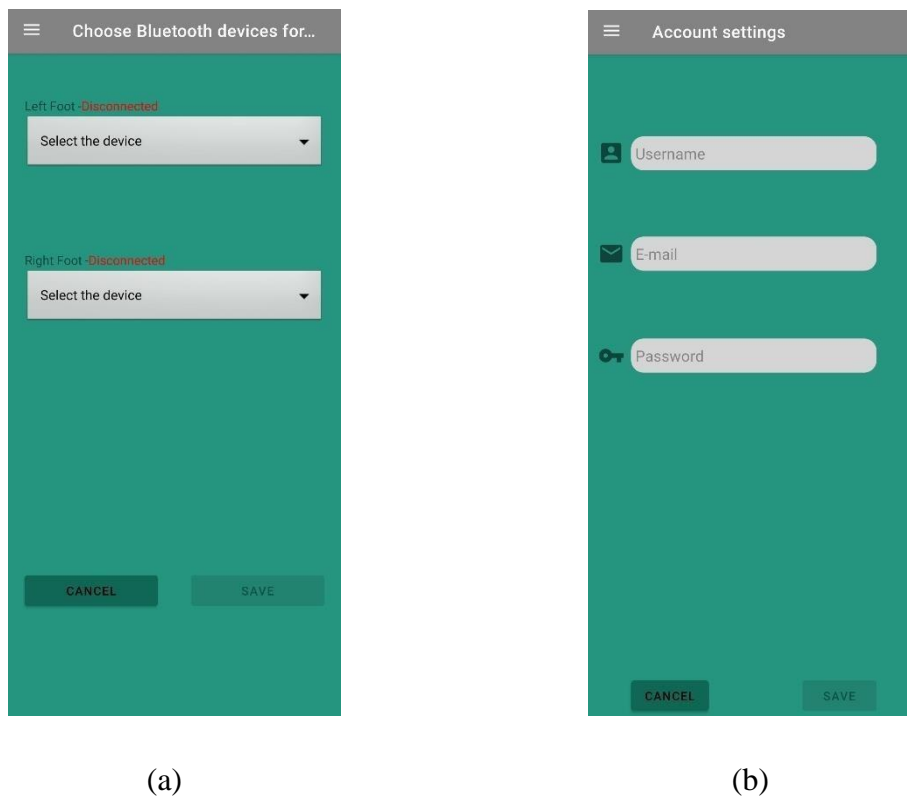 Choose Bluetooth devices for...
Left Foot -Disconnected
Select the device
Right Foot -Disconnected
Select the device
CANCEL SAVE
(a)
Account settings
Username
E-mail
Password
CANCEL SAVE
(b)